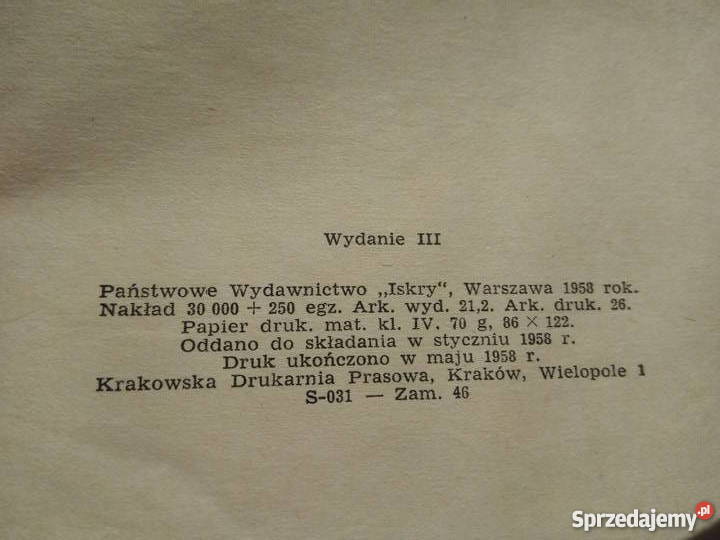 Wydanie III
Państwowe Wydawnictwo „Iskry“, Warszawa 1958 rok.
Nakład 30 000 + 250 egz. Ark. wyd. 21,2. Ark. druk. 26.
Papier druk. mat. kl. IV. 70 g, 86 × 122.
Oddano do składania w styczniu 1958 r.
Druk ukończono w maju 1958 r.
Krakowska Drukarnia Prasowa, Kraków, Wielopole 1
S-031 — Zam. 46
Sprzedajemy.pl